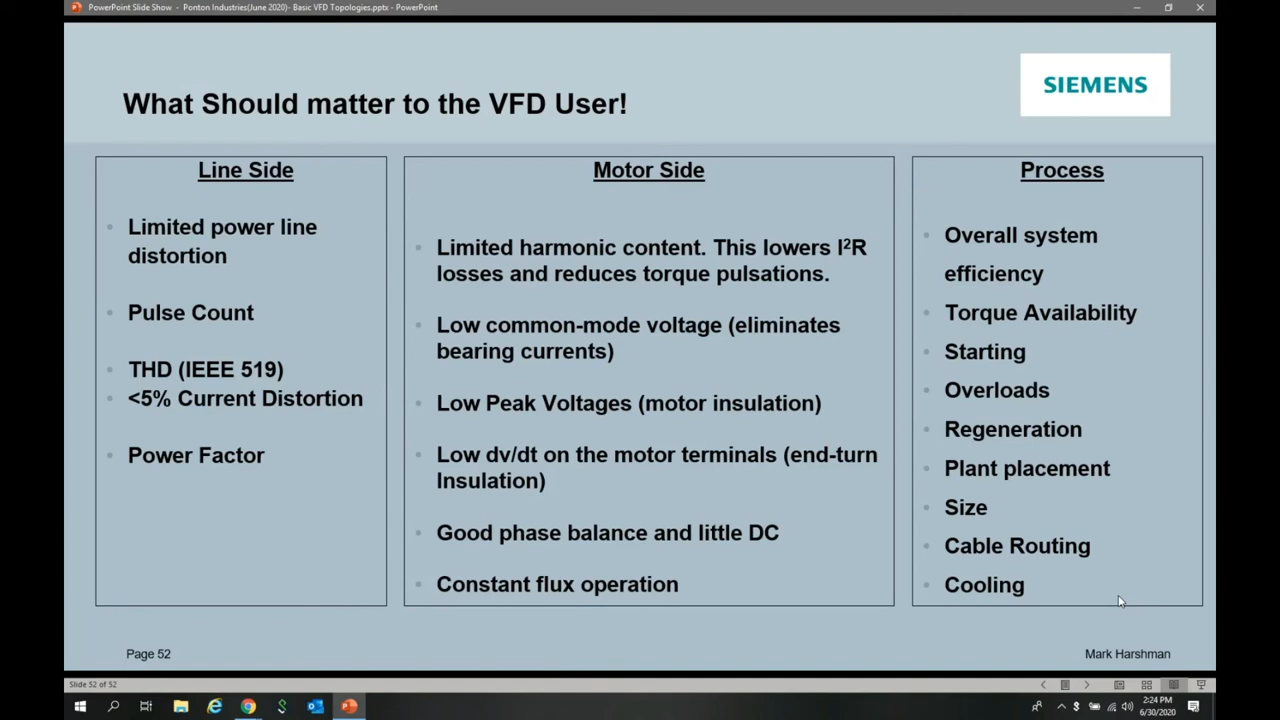 PowerPoint Slide Show - Ponton Industries(June 2020)- Basic VFD Topologies.pptx - PowerPoint
SIEMENS
What Should matter to the VFD User!
Line Side
Limited power line
distortion
Pulse Count
THD (IEEE 519)
<5% Current Distortion
Power Factor
Motor Side
Limited harmonic content. This lowers I²R
losses and reduces torque pulsations.
Low common-mode voltage (eliminates
bearing currents)
Low Peak Voltages (motor insulation)
Low dv/dt on the motor terminals (end-turn
Insulation)
Good phase balance and little DC
Constant flux operation
Process
Overall system
efficiency
Torque Availability
Starting
Overloads
Regeneration
Plant placement
Size
Cable Routing
Cooling
Page 52
Mark Harshman
Slide 52 of 52
2:24 PM
6/30/2020